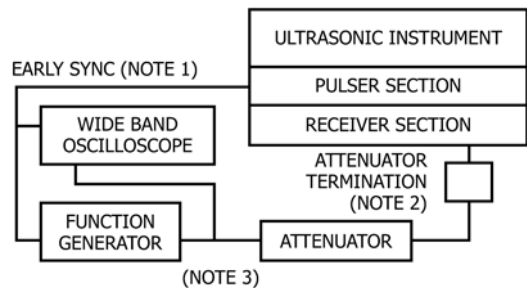 ULTRASONIC INSTRUMENT
EARLY SYNC (NOTE 1)
PULSER SECTION
WIDE BAND
OSCILLOSCOPE
RECEIVER SECTION
ATTENUATOR
TERMINATION
(NOTE 2)
FUNCTION
GENERATOR
ATTENUATOR
(NOTE 3)